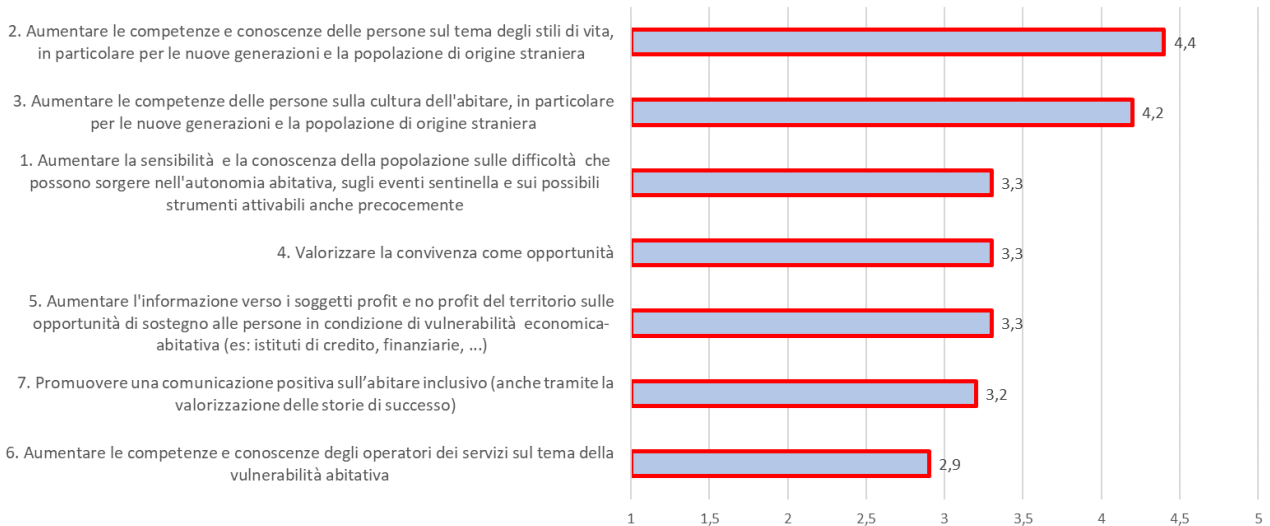 2. Aumentare le competenze e conoscenze delle persone sul tema degli stili di vita,
in particolare per le nuove generazioni e la popolazione di origine straniera
4,4
3. Aumentare le competenze delle persone sulla cultura dell'abitare, in particolare
per le nuove generazioni e la popolazione di origine straniera
4,2
1. Aumentare la sensibilità e la conoscenza della popolazione sulle difficoltà che
possono sorgere nell'autonomia abitativa, sugli eventi sentinella e sui possibili
strumenti attivabili anche precocemente
3,3
4. Valorizzare la convivenza come opportunità
3,3
5. Aumentare l'informazione verso i soggetti profit e no profit del territorio sulle
opportunità di sostegno alle persone in condizione di vulnerabilità economica-
abitativa (es: istituti di credito, finanziarie, ...)
3,3
7. Promuovere una comunicazione positiva sull’abitare inclusivo (anche tramite la
valorizzazione delle storie di successo)
3,2
6. Aumentare le competenze e conoscenze degli operatori dei servizi sul tema della
vulnerabilità abitativa
2,9
1 1,5 2 2,5 3 3,5 4 4,5 5